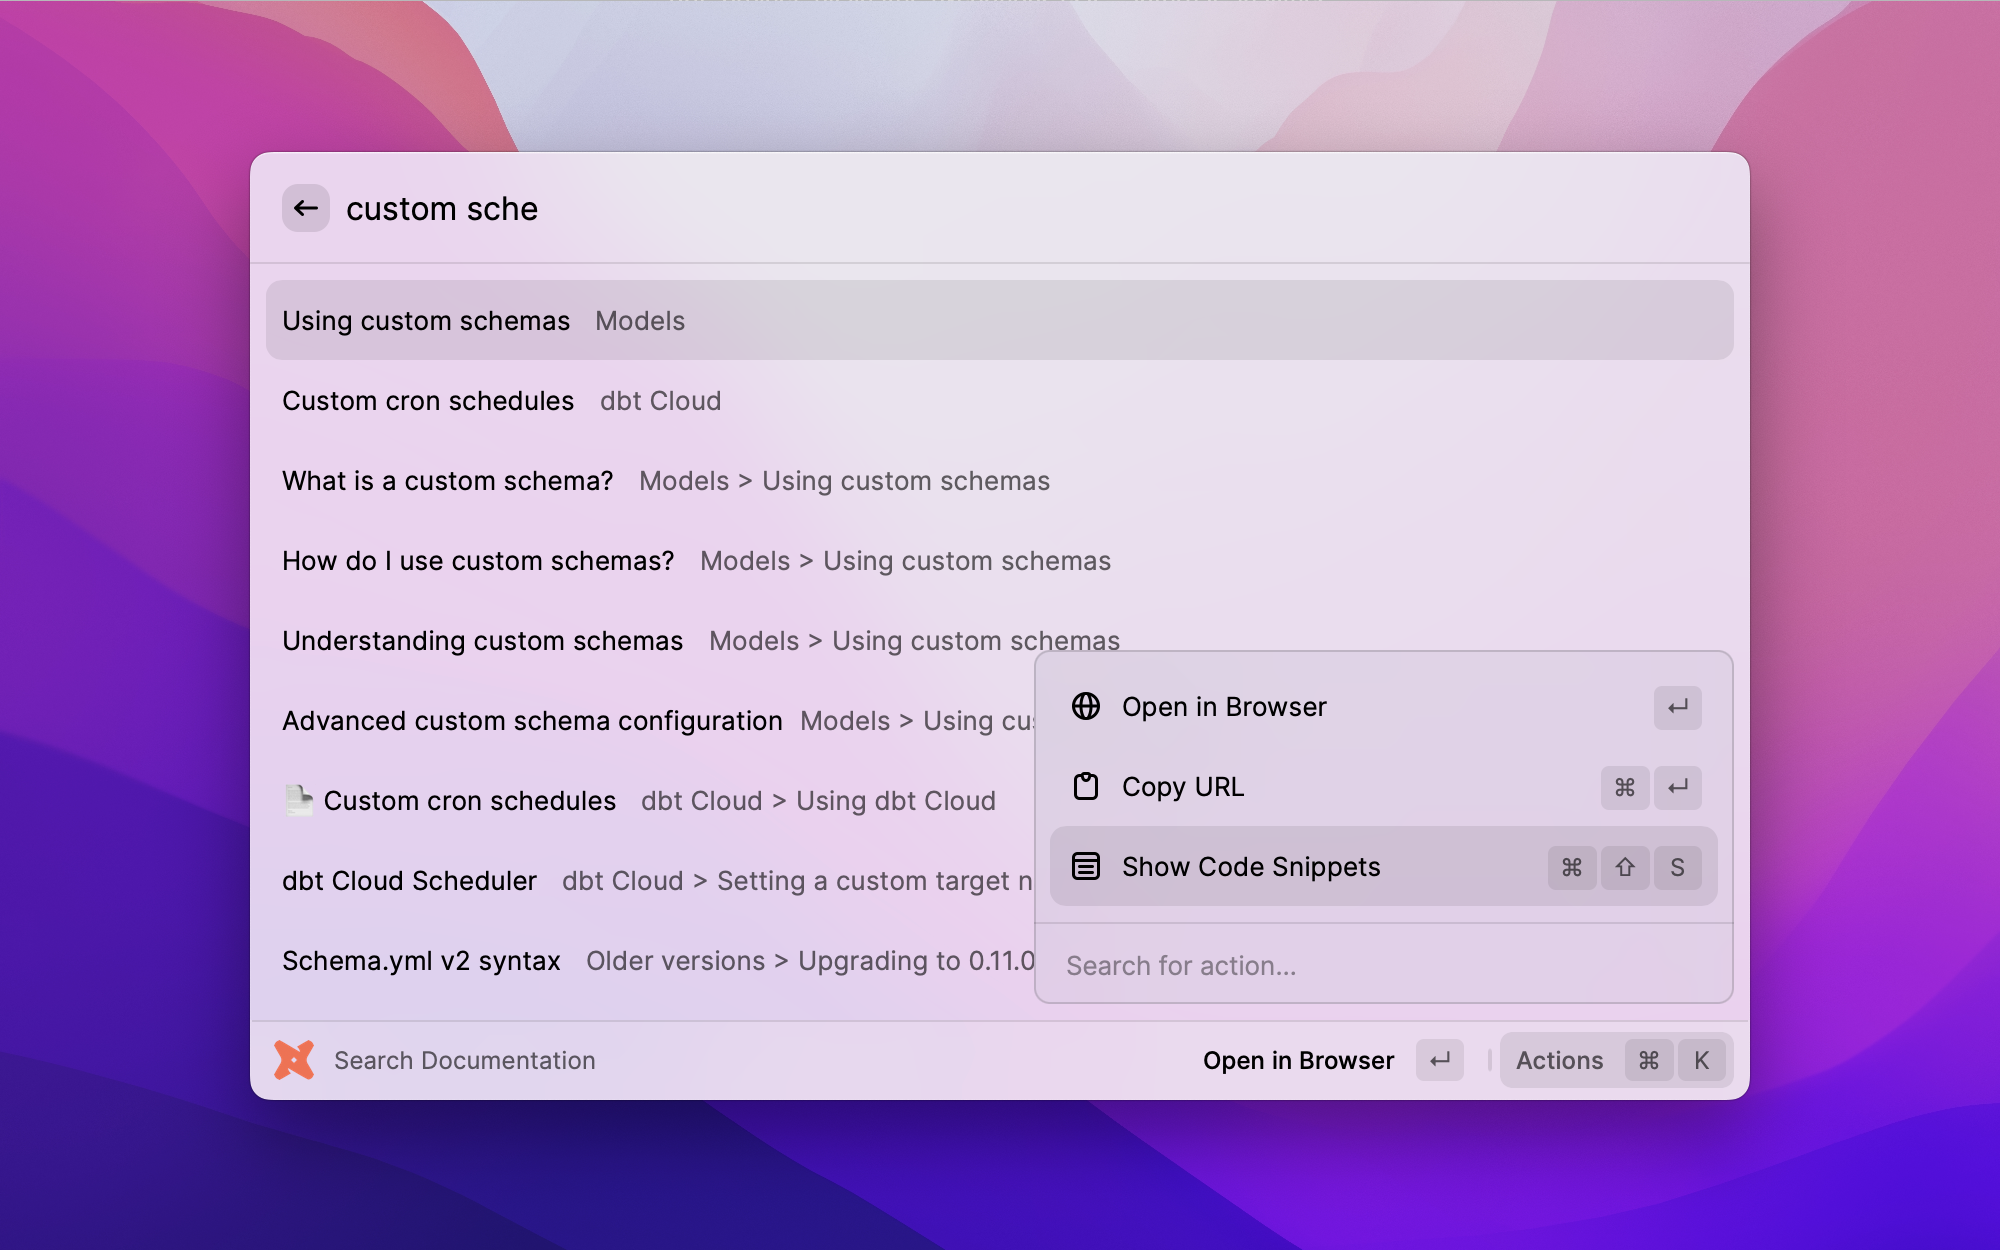 custom sche
Using custom schemas Models
Custom cron schedules dbt Cloud
What is a custom schema? Models > Using custom schemas
How do I use custom schemas? Models > Using custom schemas
Understanding custom schemas Models > Using custom schemas
Advanced custom schema configuration Models > Using
Custom cron schedules dbt Cloud > Using dbt Cloud
dbt Cloud Scheduler dbt Cloud > Setting a custom target
Schema.yml v2 syntax Older versions > Upgrading to 0.11.0
Open in Browser ↵
Copy URL ⌘ ↵
Show Code Snippets ⌘ ⇧ S
Search for action...
Search Documentation
Open in Browser ↵ Actions ⌘ K